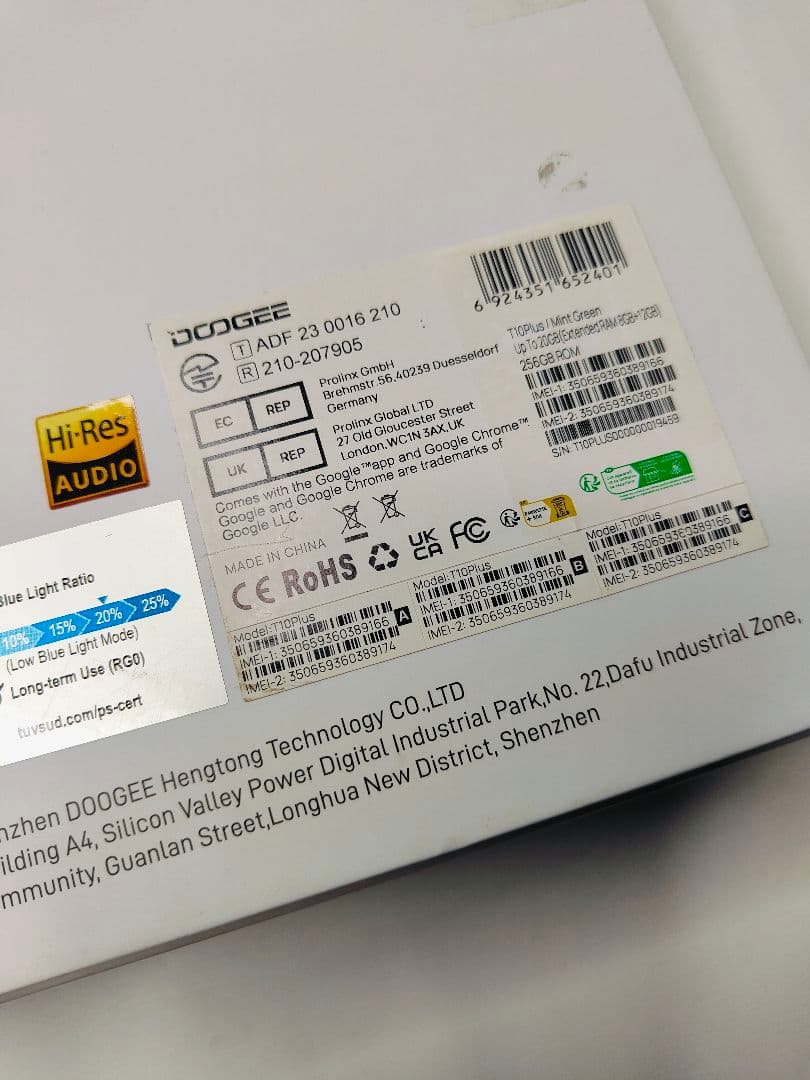 DOOGEE
T ADF 23 0016 210
R 210-207905
EC REP
Prolinx GmbH
Brehmstr.56,40239 Duesseldorf
Germany
UK REP
Prolinx Global LTD
27 Old Gloucester Street
London,WC1N 3AX,UK
Comes with the Google™app and Google Chrome™
Google and Google Chrome are trademarks of
Google LLC.
MADE IN CHINA
CE RoHS
UK
CA
FC
6 924351 652401
T10Plus / Mint Green
Up To 20GB(Extended RAM 8GB+12GB)
256GB ROM
IMEI-1: 350659360389166
IMEI-2: 350659360389174
S/N: T10PLUS000000019459
Model:T10Plus
IMEI-1: 350659360389166
IMEI-2: 350659360389174
A
Model:T10Plus
IMEI-1: 350659360389166
IMEI-2: 350659360389174
B
Model:T10Plus
IMEI-1: 350659360389166
IMEI-2: 350659360389174
C
Hi-Res
AUDIO
Blue Light Ratio
10% 15% 20% 25%
(Low Blue Light Mode)
Long-term Use (RG0)
tuvsud.com/ps-cert
nzhen DOOGEE Hengtong Technology CO.,LTD
ilding A4, Silicon Valley Power Digital Industrial Park,No. 22,Dafu Industrial Zone,
mmunity, Guanlan Street,Longhua New District, Shenzhen